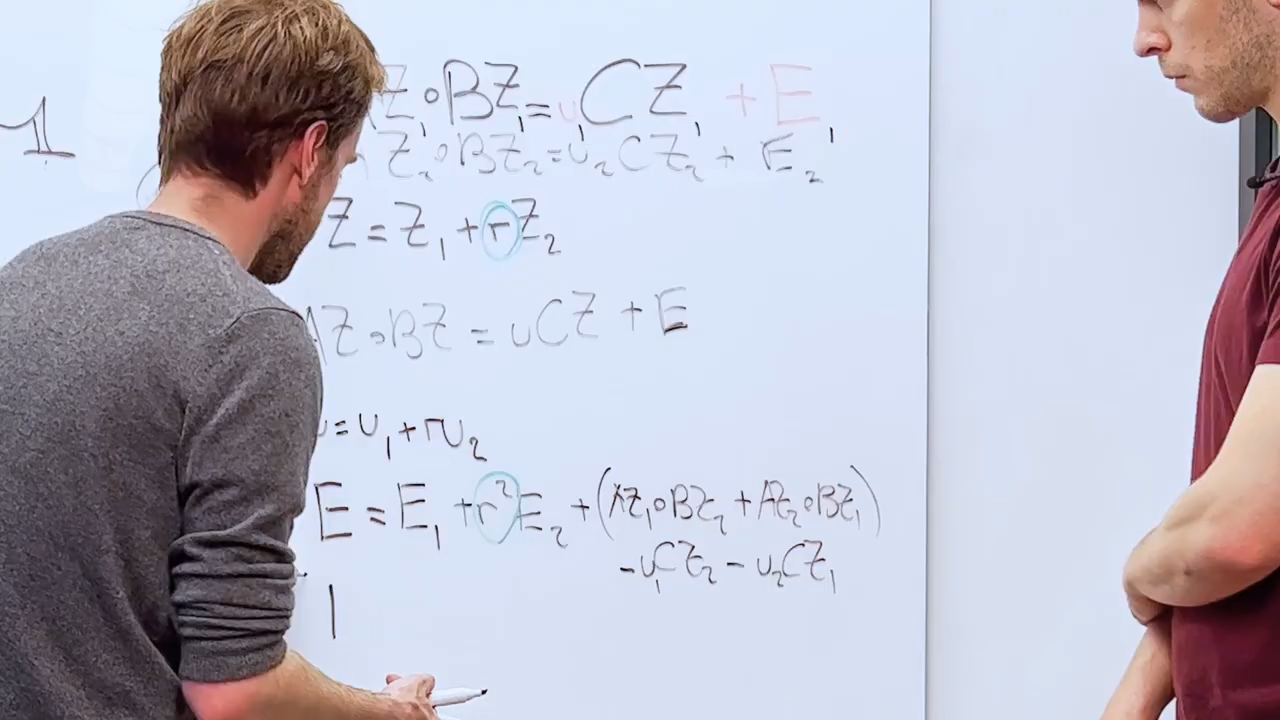 1
Z₁∘BZ₁=u₁CZ₁ + E₁
Z₂∘BZ₂=u₂CZ₂ + E₂
Z=Z₁+rZ₂
AZ∘BZ=uCZ+E
u=u₁+ru₂
E=E₁+r²E₂+(AZ₁∘BZ₂+AZ₂∘BZ₁)
-u₁CZ₂-u₂CZ₁